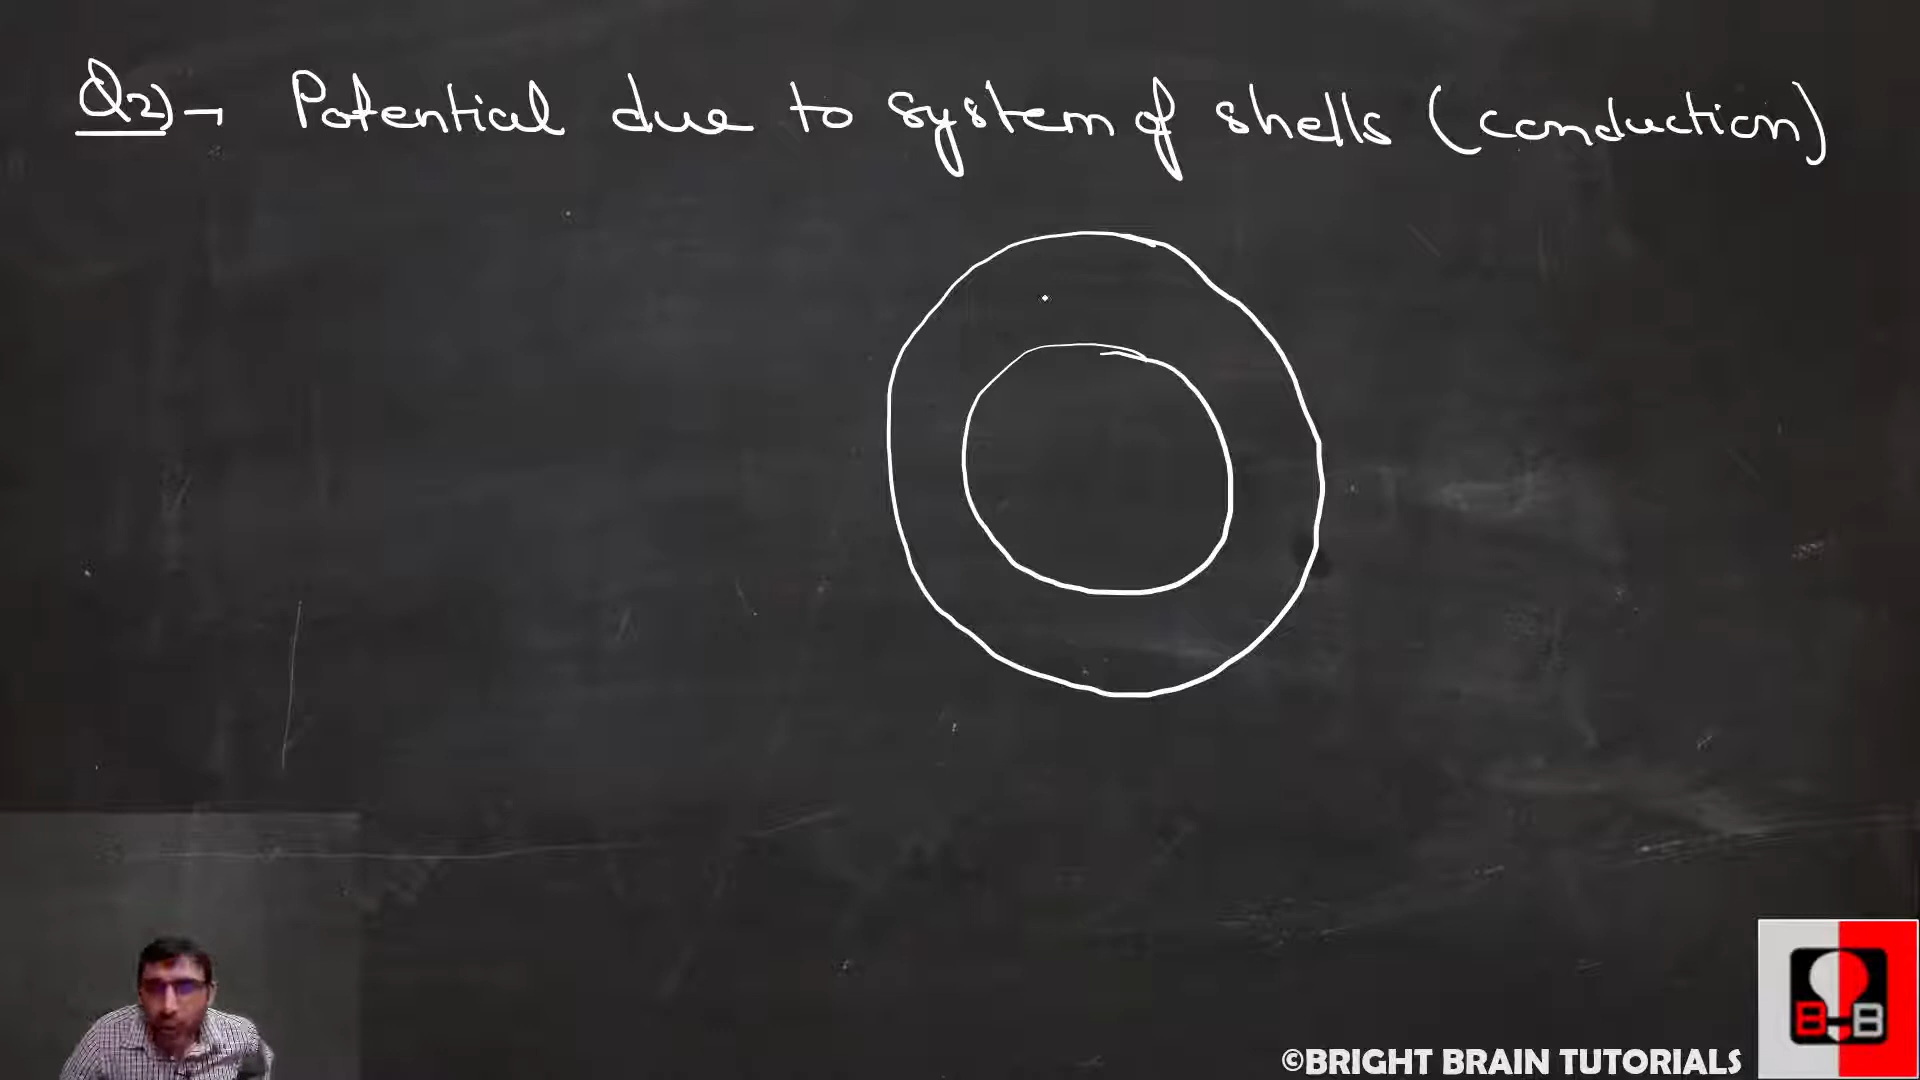 Q2) → Potential due to system of shells (conduction)
B-B
©BRIGHT BRAIN TUTORIALS